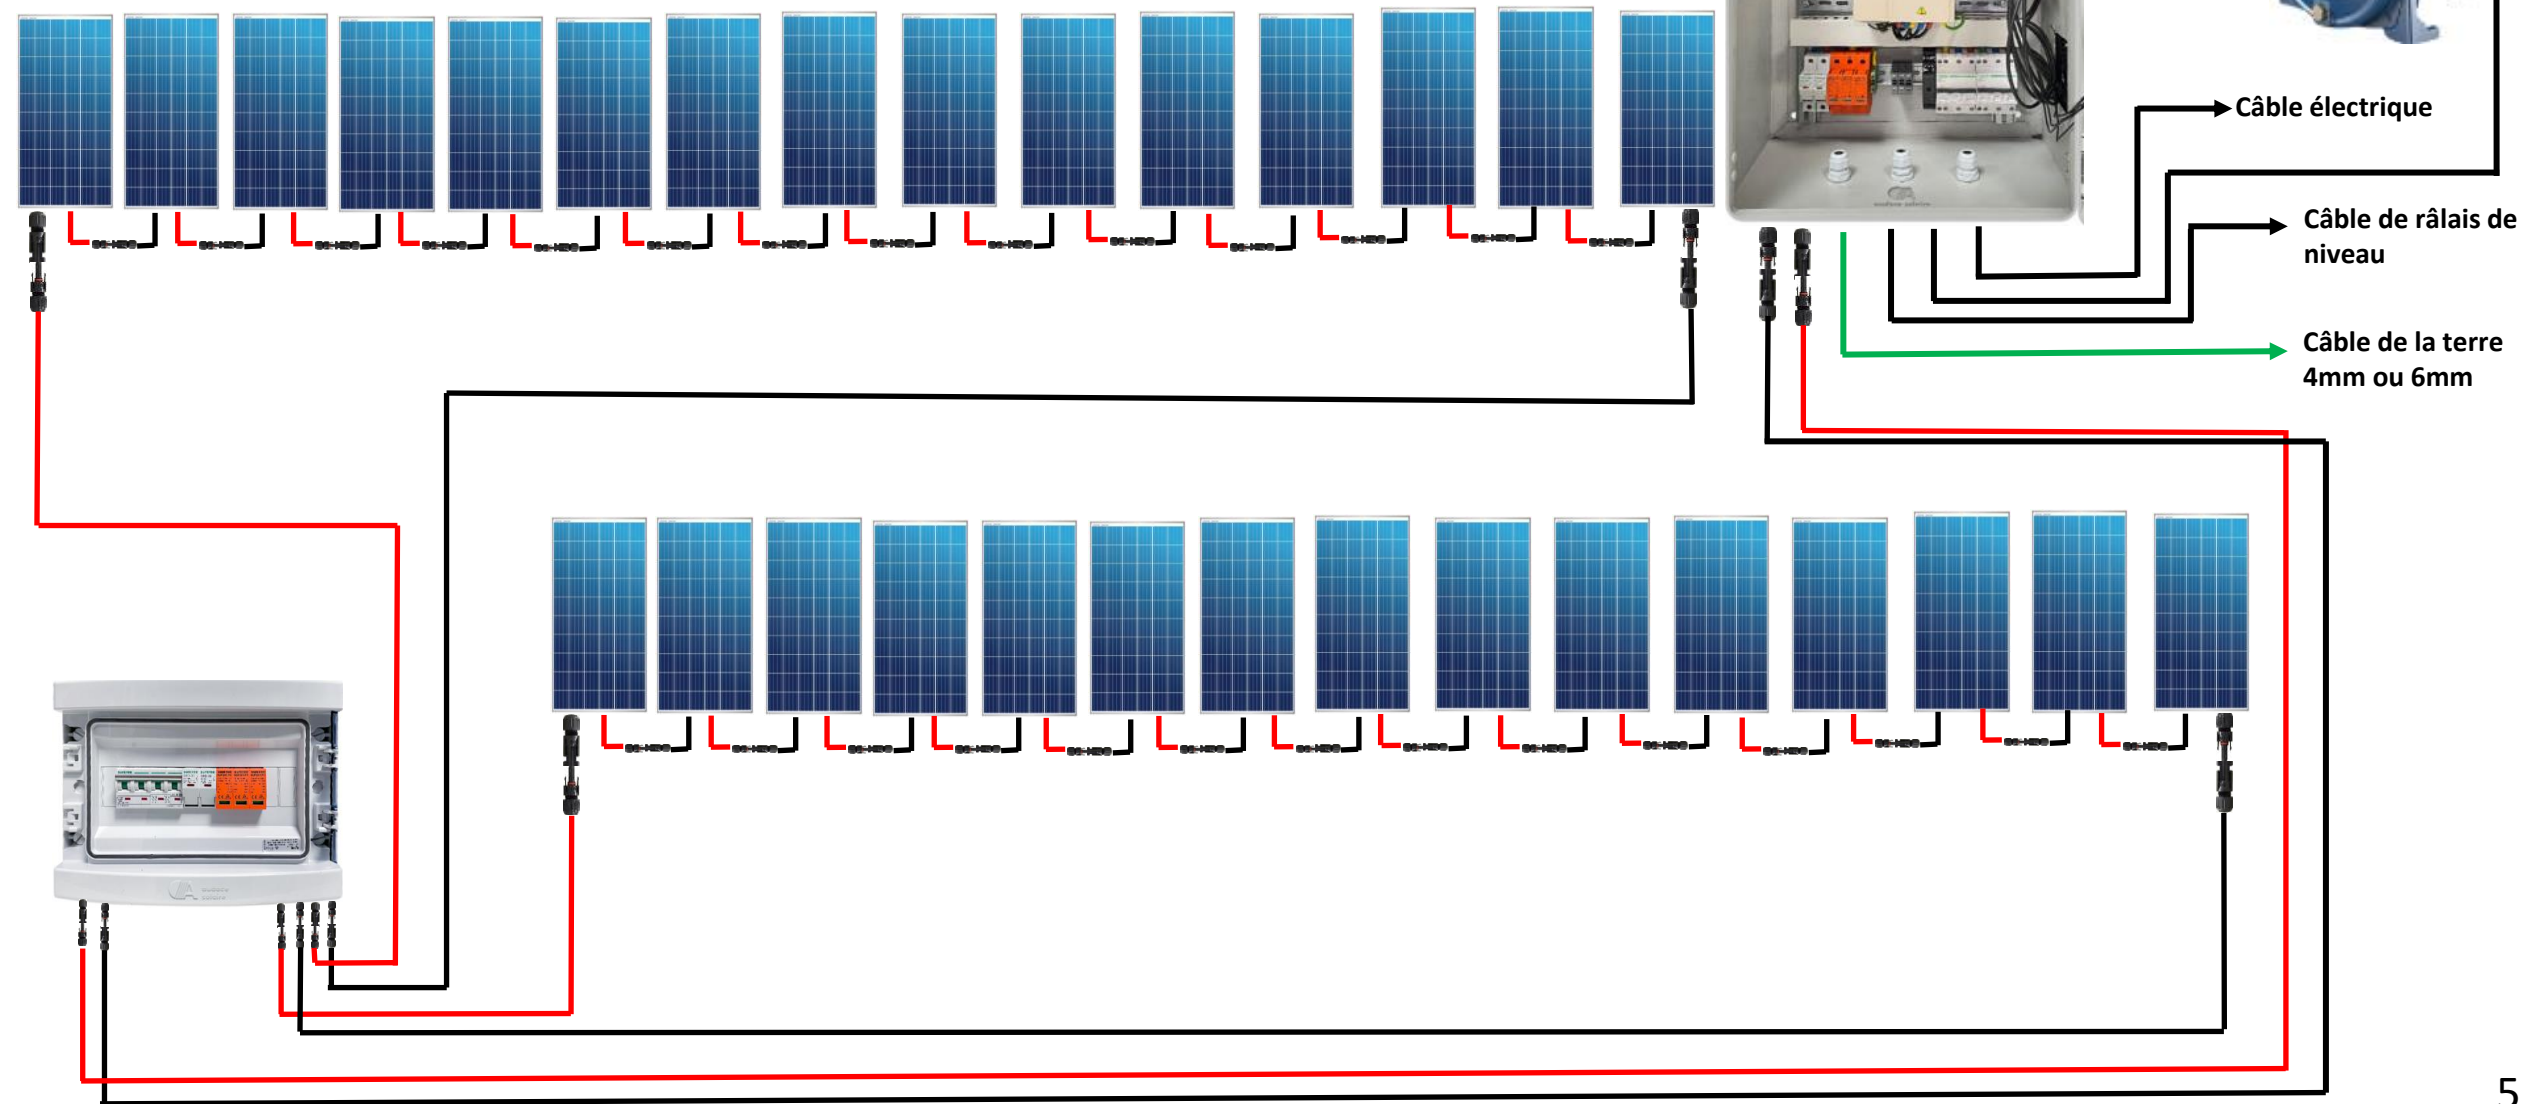 Câble électrique
Câble de râlais de
niveau
Câble de la terre
4mm ou 6mm
5